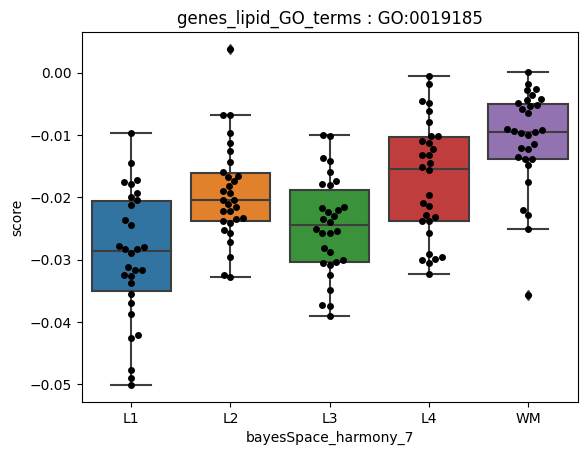 genes_lipid_GO_terms : GO:0019185
0.00
−0.01
−0.02
−0.03
−0.04
−0.05
score
L1 L2 L3 L4 WM
bayesSpace_harmony_7